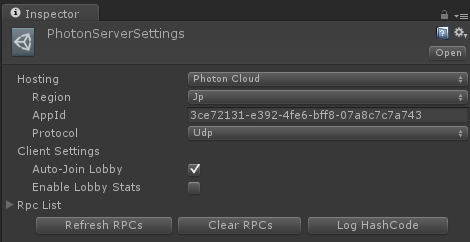 Inspector
PhotonServerSettings
Open
Hosting Photon Cloud
Region Jp
AppId 3ce72131-e392-4fe6-bff8-07a8c7c7a743
Protocol Udp
Client Settings
Auto-Join Lobby
Enable Lobby Stats
Rpc List
Refresh RPCs Clear RPCs Log HashCode